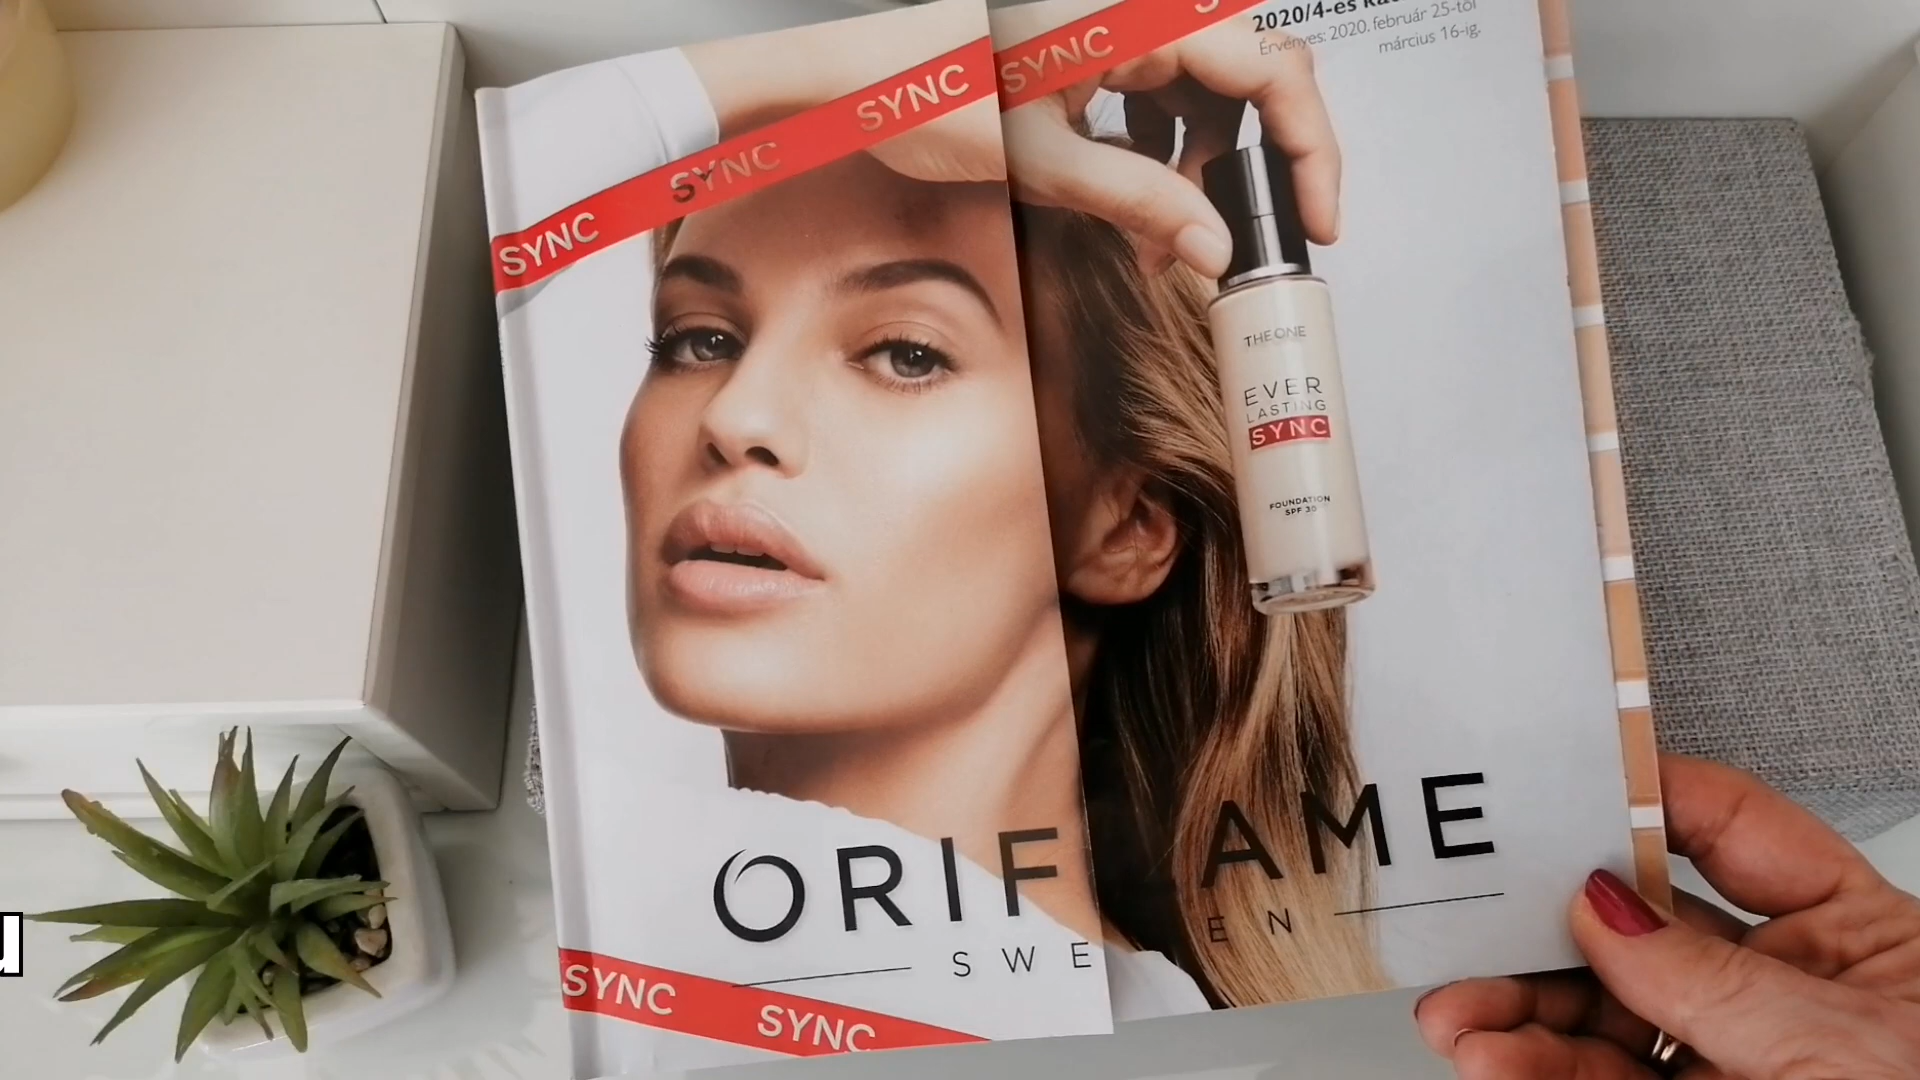 SYNC SYNC SYNC SYNC
2020/4-es
Érvényes: 2020. február 25-től
március 16-ig.
THE ONE
EVER
LASTING
SYNC
FOUNDATION
SPF 30
ORIF AME
SWE EN
SYNC SYNC
u